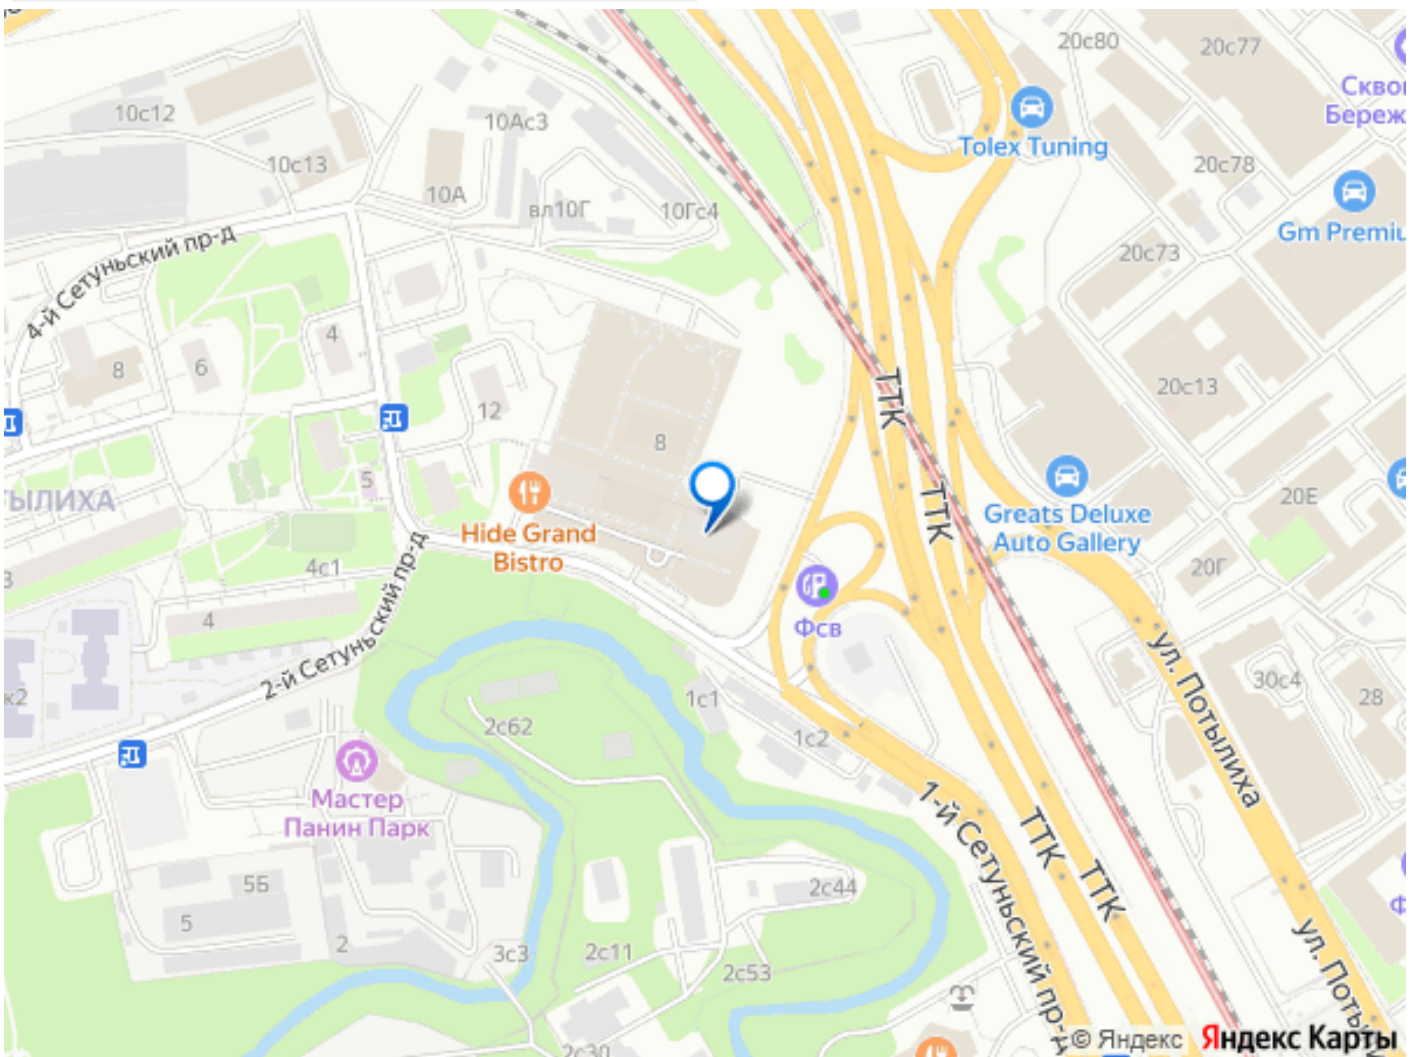 20с80
20с77
Tolex Tuning
10с12
10Ас3
10с13
20с78
10А
вл10Г
10Гс4
Gm Premiu
4-й Сетуньский пр-д
20с73
ТТК
4
8
6
20с13
12
8
5
ТТК
Hide Grand
Bistro
Greats Deluxe
Auto Gallery
20Е
ТЫЛИХА
4с1
20Г
4
Фсв
2-й Сетуньский пр-д
к2
1с1
2с62
1с2
30с4
28
ул. Потылиха
Мастер
Панин Парк
1-й Сетуньский пр-д
ТТК
ТТК
5Б
5
2
3с3
2с11
2с44
2с53
2с30
ул. Поты
© Яндекс Яндекс Карты